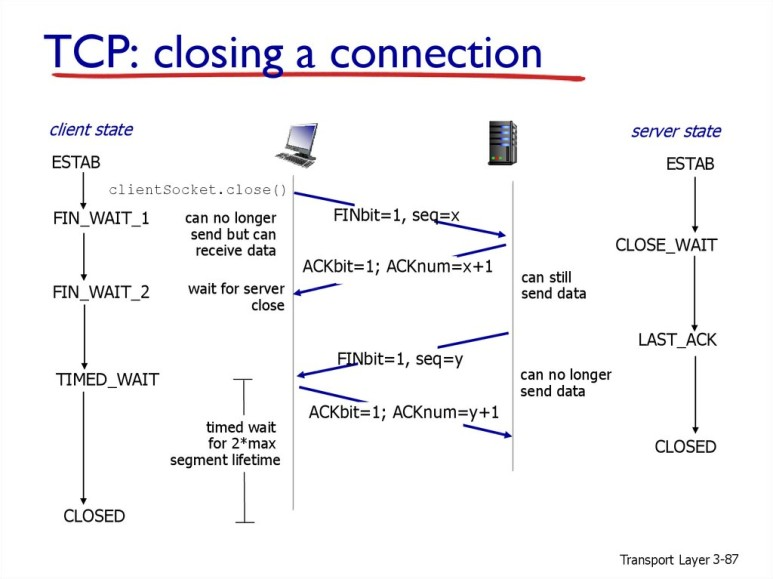 TCP: closing a connection
client state
server state
ESTAB
ESTAB
clientSocket.close()
FIN_WAIT_1
can no longer
send but can
receive data
FINbit=1, seq=x
CLOSE_WAIT
ACKbit=1; ACKnum=x+1
FIN_WAIT_2
wait for server
close
can still
send data
LAST_ACK
FINbit=1, seq=y
TIMED_WAIT
can no longer
send data
ACKbit=1; ACKnum=y+1
timed wait
for 2*max
segment lifetime
CLOSED
CLOSED
Transport Layer 3-87